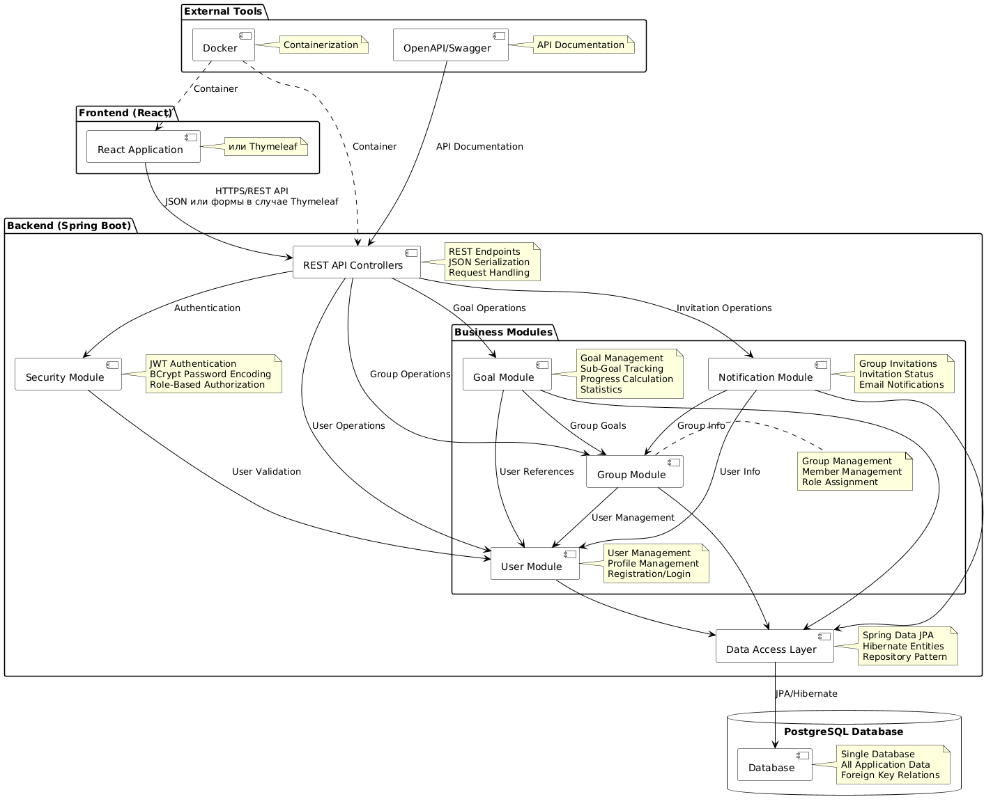 External Tools
Docker
Containerization
OpenAPI/Swagger
API Documentation
Container
Frontend (React)
React Application
или Thymeleaf
Container
API Documentation
HTTPS/REST API
JSON или формы в случае Thymeleaf
Backend (Spring Boot)
REST API Controllers
REST Endpoints
JSON Serialization
Request Handling
Authentication
Goal Operations
Invitation Operations
Business Modules
Security Module
JWT Authentication
BCrypt Password Encoding
Role-Based Authorization
Group Operations
Goal Module
Goal Management
Sub-Goal Tracking
Progress Calculation
Statistics
Notification Module
Group Invitations
Invitation Status
Email Notifications
User Operations
Group Goals
Group Info
User Validation
User References
Group Module
User Info
Group Management
Member Management
Role Assignment
User Management
User Module
User Management
Profile Management
Registration/Login
Data Access Layer
Spring Data JPA
Hibernate Entities
Repository Pattern
JPA/Hibernate
PostgreSQL Database
Database
Single Database
All Application Data
Foreign Key Relations